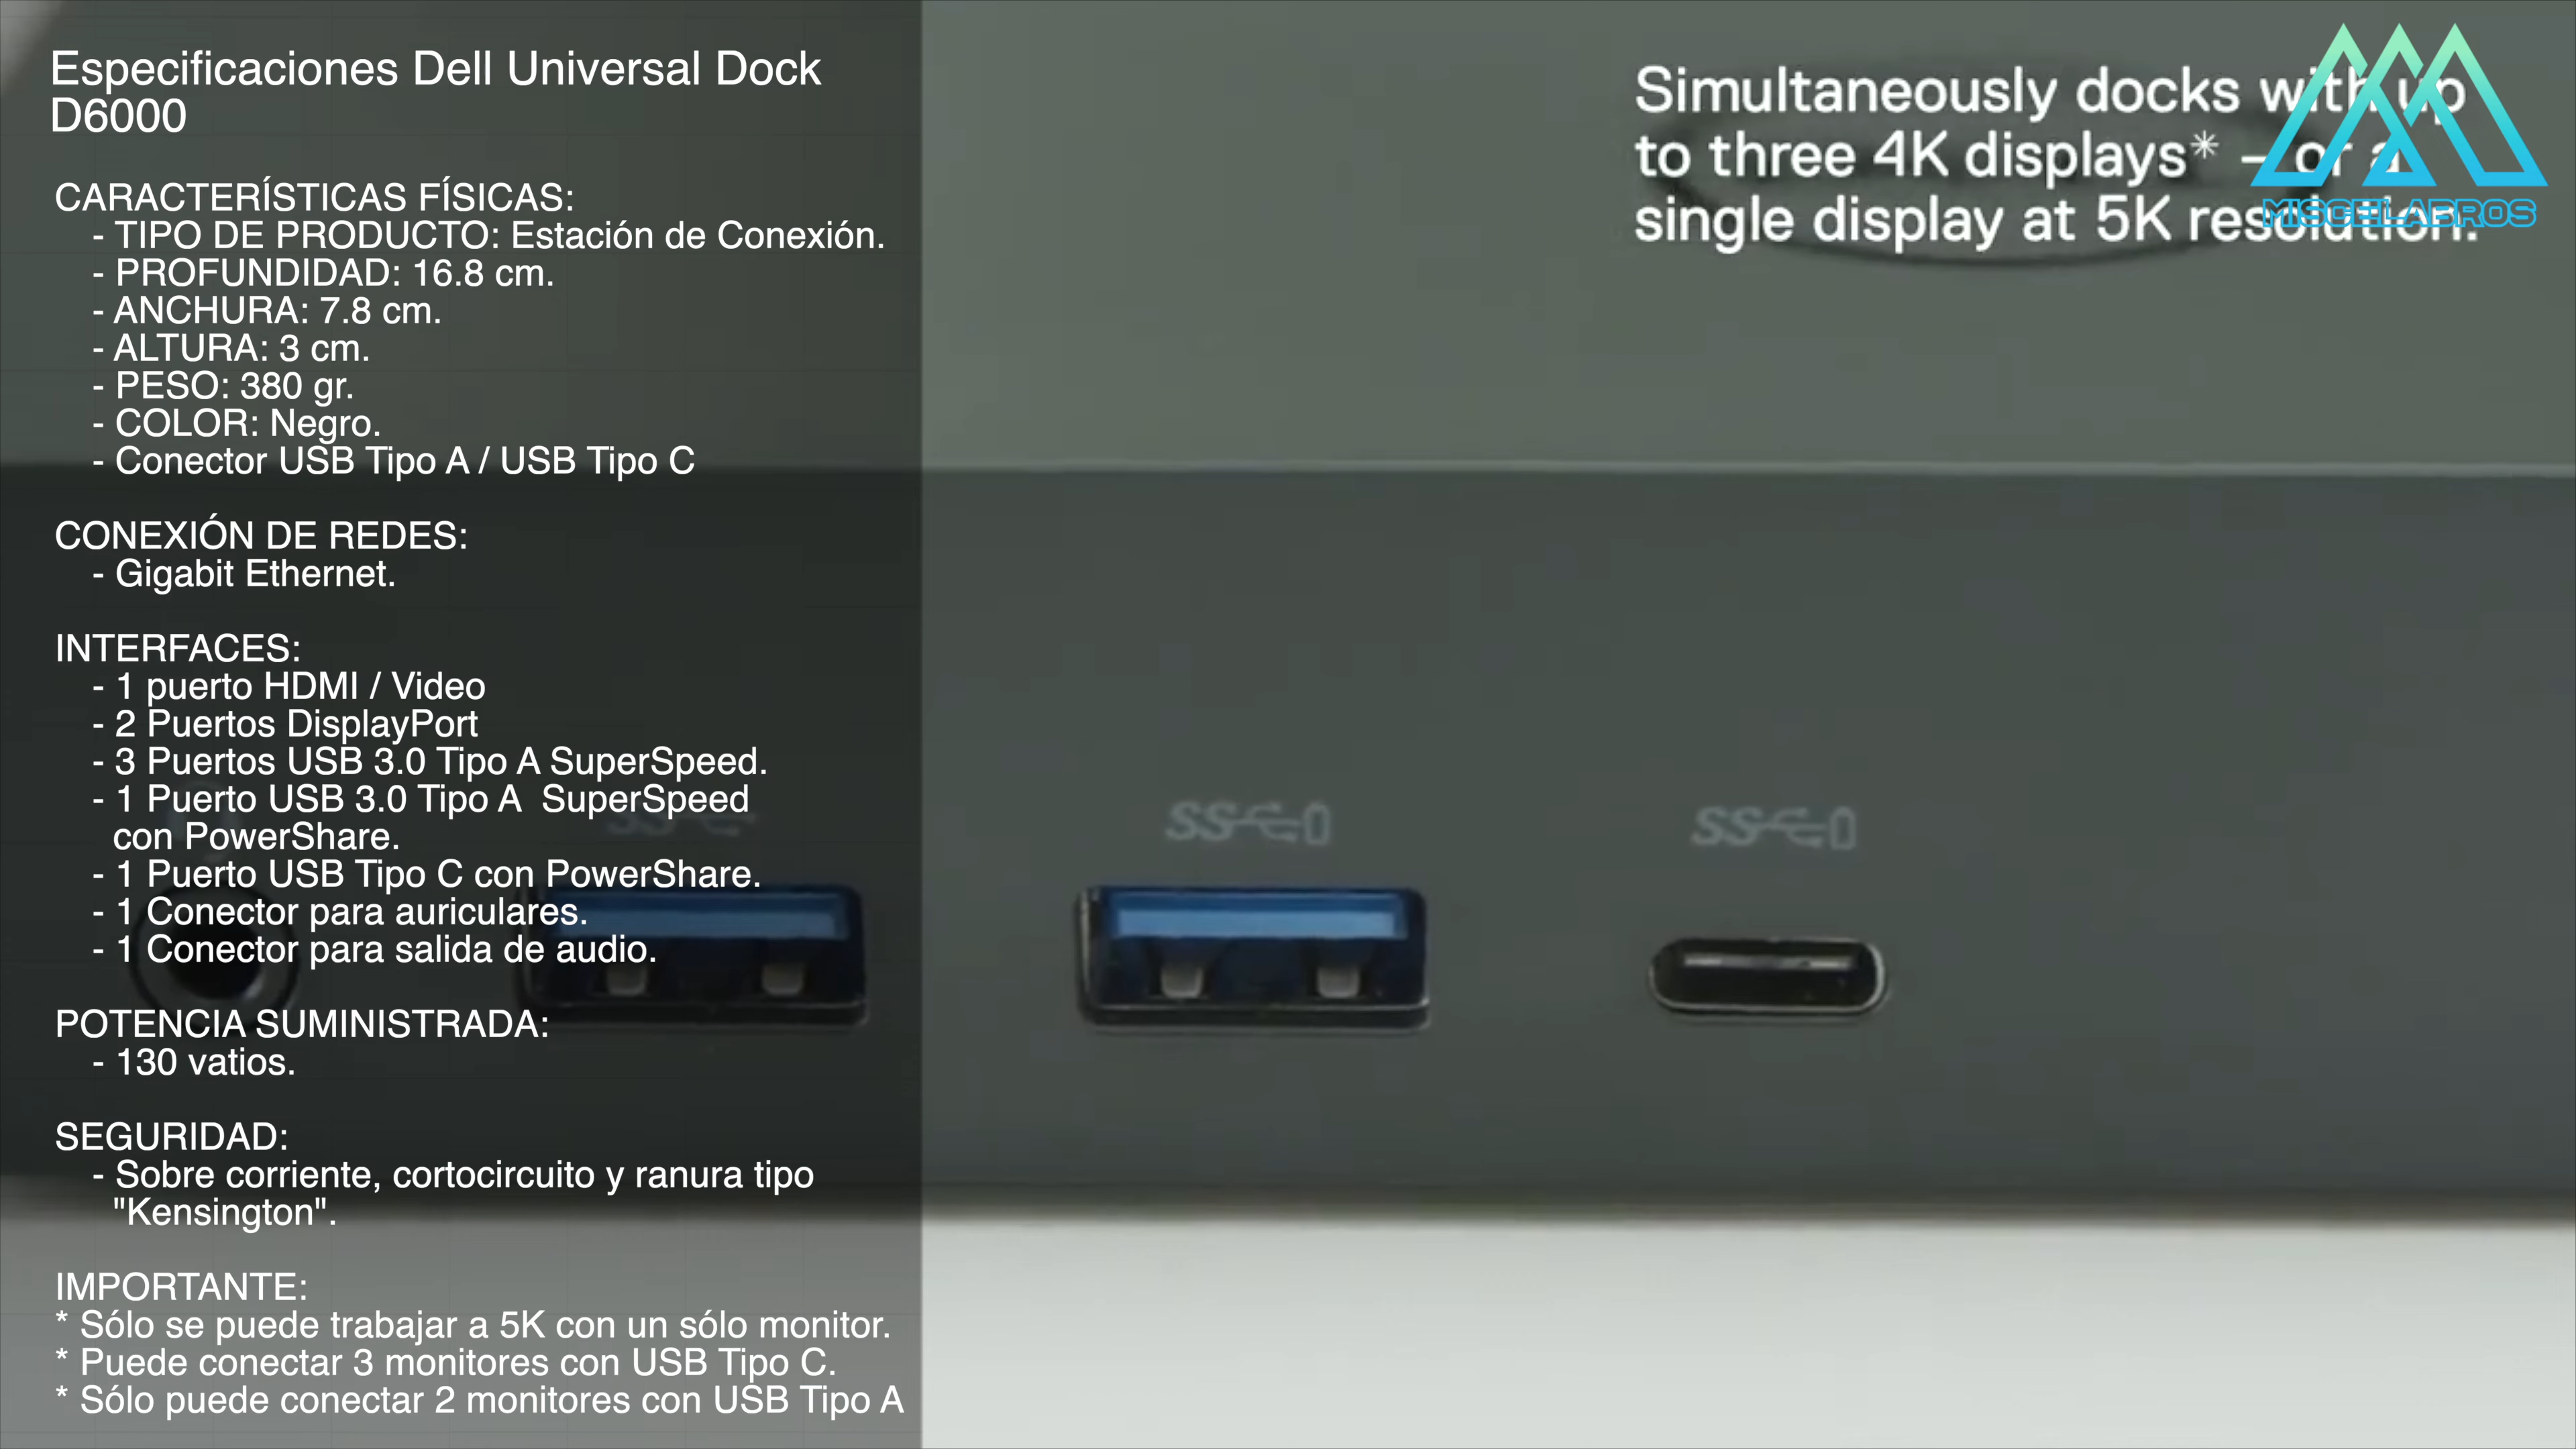 Especificaciones Dell Universal Dock
D6000
CARACTERÍSTICAS FÍSICAS:
- TIPO DE PRODUCTO: Estación de Conexión.
- PROFUNDIDAD: 16.8 cm.
- ANCHURA: 7.8 cm.
- ALTURA: 3 cm.
- PESO: 380 gr.
- COLOR: Negro.
- Conector USB Tipo A / USB Tipo C
CONEXIÓN DE REDES:
- Gigabit Ethernet.
INTERFACES:
- 1 puerto HDMI / Video
- 2 Puertos DisplayPort
- 3 Puertos USB 3.0 Tipo A SuperSpeed.
- 1 Puerto USB 3.0 Tipo A  SuperSpeed
con PowerShare.
- 1 Puerto USB Tipo C con PowerShare.
- 1 Conector para auriculares.
- 1 Conector para salida de audio.
POTENCIA SUMINISTRADA:
- 130 vatios.
SEGURIDAD:
- Sobre corriente, cortocircuito y ranura tipo
"Kensington".
IMPORTANTE:
* Sólo se puede trabajar a 5K con un sólo monitor.
* Puede conectar 3 monitores con USB Tipo C.
* Sólo puede conectar 2 monitores con USB Tipo A
Simultaneously docks with up
to three 4K displays* – or a
single display at 5K resolution.
MISCELABROS
SS
SS
SS